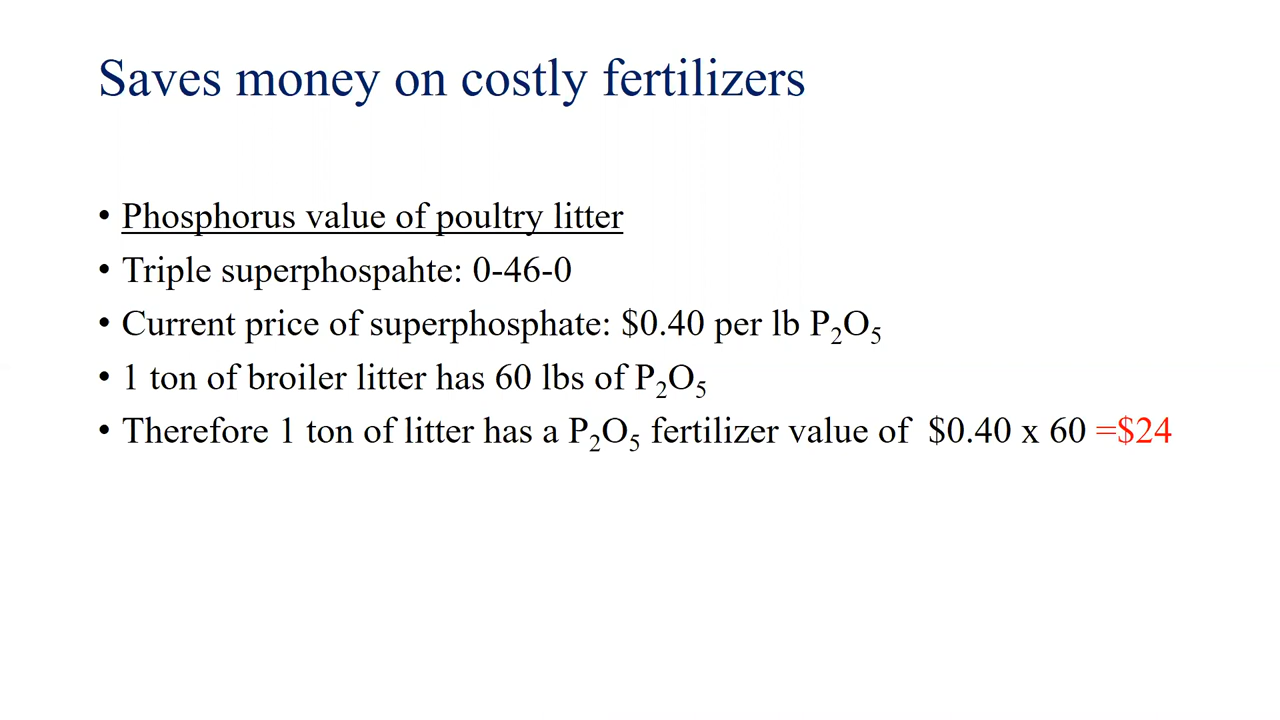 Saves money on costly fertilizers
• Phosphorus value of poultry litter
• Triple superphospahte: 0-46-0
• Current price of superphosphate: $0.40 per lb P₂O₅
• 1 ton of broiler litter has 60 lbs of P₂O₅
• Therefore 1 ton of litter has a P₂O₅ fertilizer value of $0.40 x 60 =$24